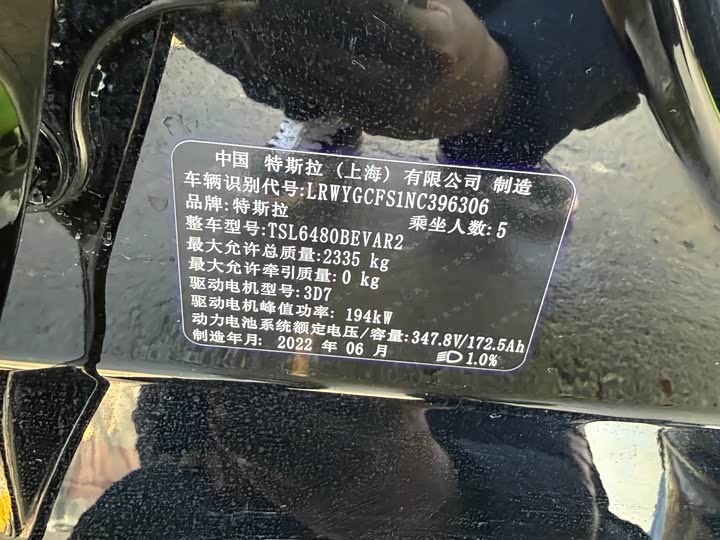 中国 特斯拉（上海）有限公司 制造
车辆识别代号:LRWYGCFS1NC396306
品牌:特斯拉 乘坐人数:5
整车型号:TSL6480BEVAR2
最大允许总质量:2335 kg
最大允许牵引质量:0 kg
驱动电机型号:3D7
驱动电机峰值功率: 194kW
动力电池系统额定电压/容量:347.8V/172.5Ah
制造年月: 2022 年 06 月 1.0%